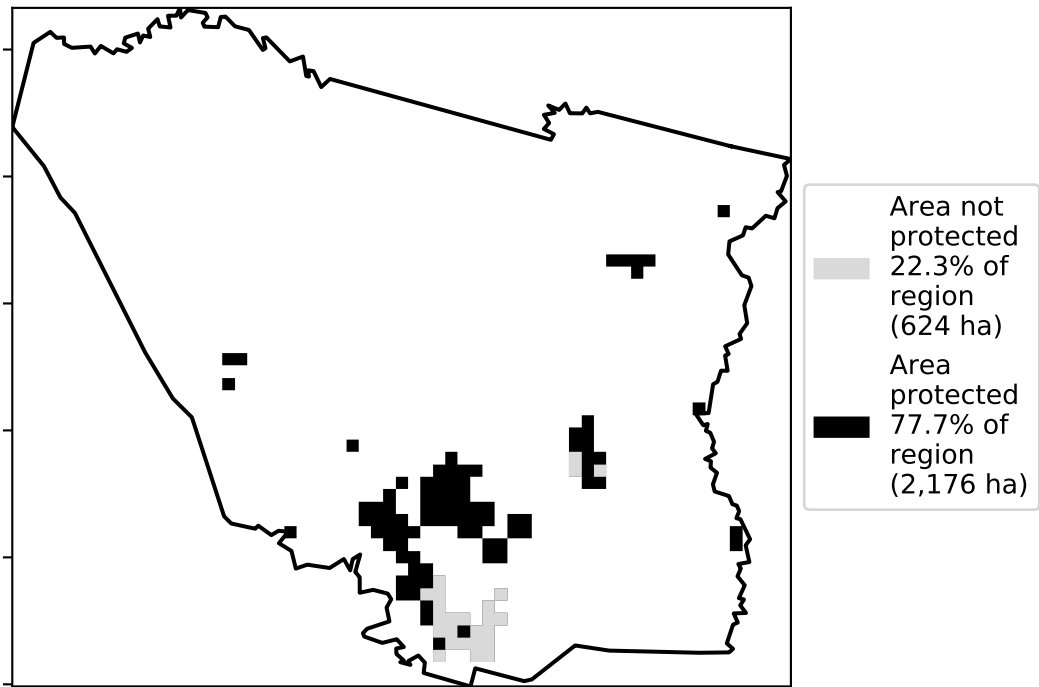 Area not
protected
22.3% of
region
(624 ha)
Area
protected
77.7% of
region
(2,176 ha)